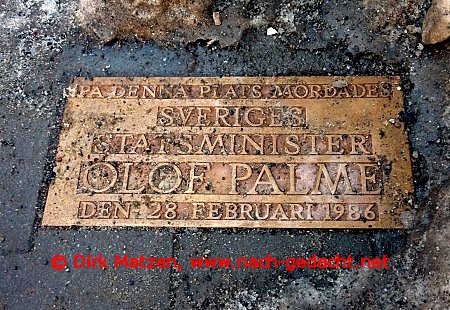 PÅ DENNA PLATS MÖRDADES
SVERIGES
STATSMINISTER
OLOF PALME
DEN 28 FEBRUARI 1986
© Dirk Matzen, www.nach-gedacht.net